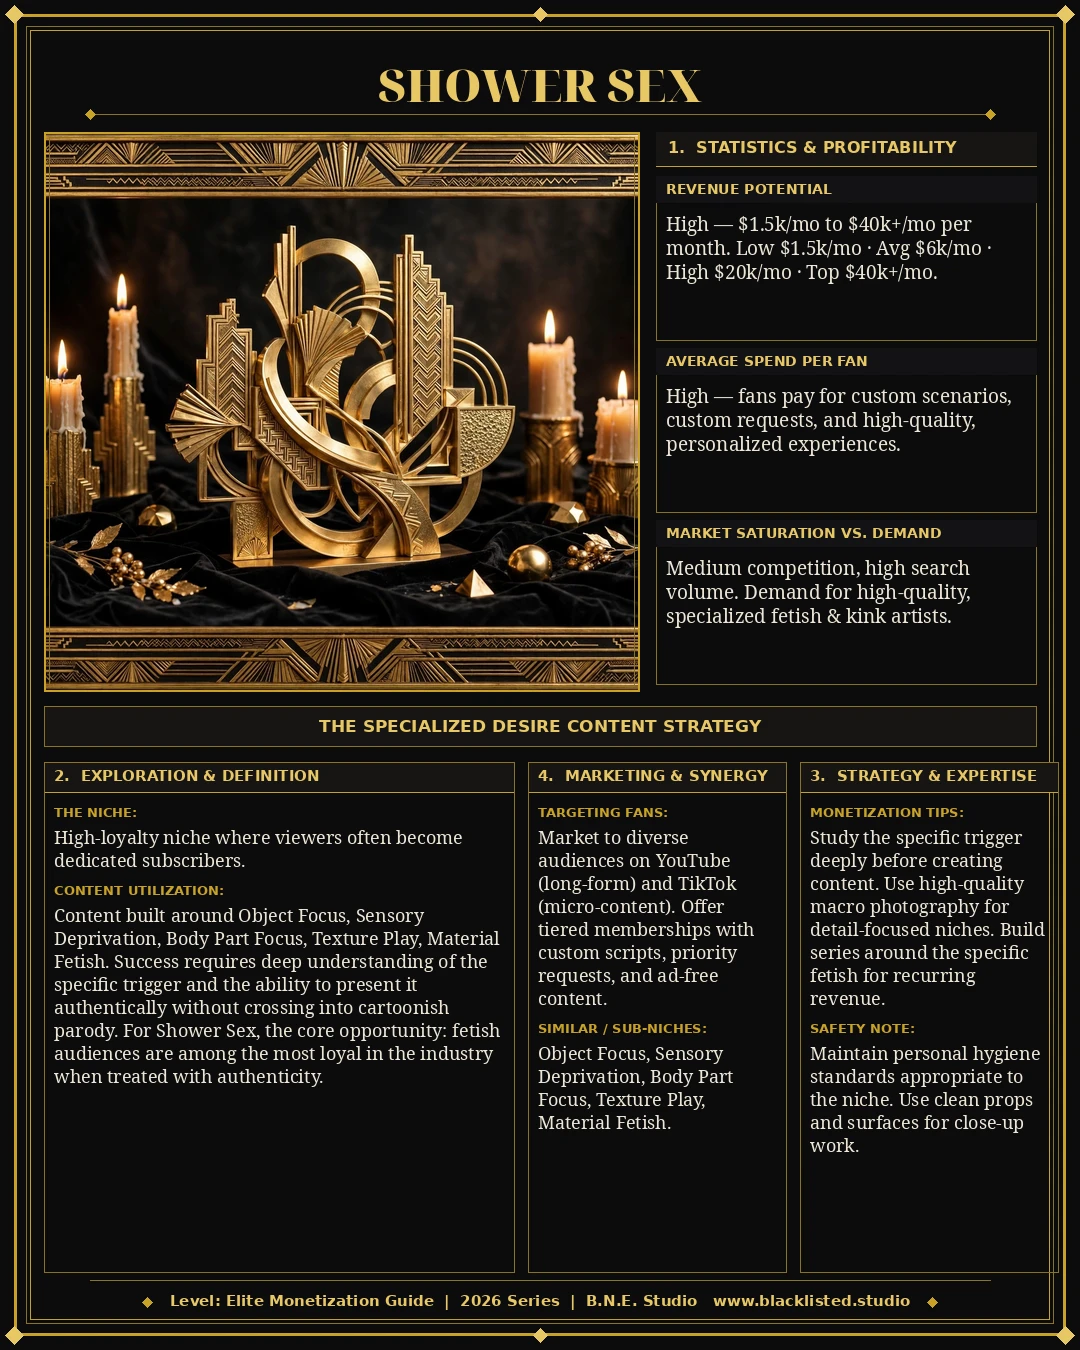 SHOWER SEX
1. STATISTICS & PROFITABILITY
REVENUE POTENTIAL
High — $1.5k/mo to $40k+/mo per
month. Low $1.5k/mo · Avg $6k/mo ·
High $20k/mo · Top $40k+/mo.
AVERAGE SPEND PER FAN
High — fans pay for custom scenarios,
custom requests, and high-quality,
personalized experiences.
MARKET SATURATION VS. DEMAND
Medium competition, high search
volume. Demand for high-quality,
specialized fetish & kink artists.
THE SPECIALIZED DESIRE CONTENT STRATEGY
2. EXPLORATION & DEFINITION
THE NICHE:
High-loyalty niche where viewers often become
dedicated subscribers.
CONTENT UTILIZATION:
Content built around Object Focus, Sensory
Deprivation, Body Part Focus, Texture Play, Material
Fetish. Success requires deep understanding of the
specific trigger and the ability to present it
authentically without crossing into cartoonish
parody. For Shower Sex, the core opportunity: fetish
audiences are among the most loyal in the industry
when treated with authenticity.
4. MARKETING & SYNERGY
TARGETING FANS:
Market to diverse
audiences on YouTube
(long-form) and TikTok
(micro-content). Offer
tiered memberships with
custom scripts, priority
requests, and ad-free
content.
SIMILAR / SUB-NICHES:
Object Focus, Sensory
Deprivation, Body Part
Focus, Texture Play,
Material Fetish.
3. STRATEGY & EXPERTISE
MONETIZATION TIPS:
Study the specific trigger
deeply before creating
content. Use high-quality
macro photography for
detail-focused niches. Build
series around the specific
fetish for recurring
revenue.
SAFETY NOTE:
Maintain personal hygiene
standards appropriate to
the niche. Use clean props
and surfaces for close-up
work.
Level: Elite Monetization Guide | 2026 Series | B.N.E. Studio www.blacklisted.studio